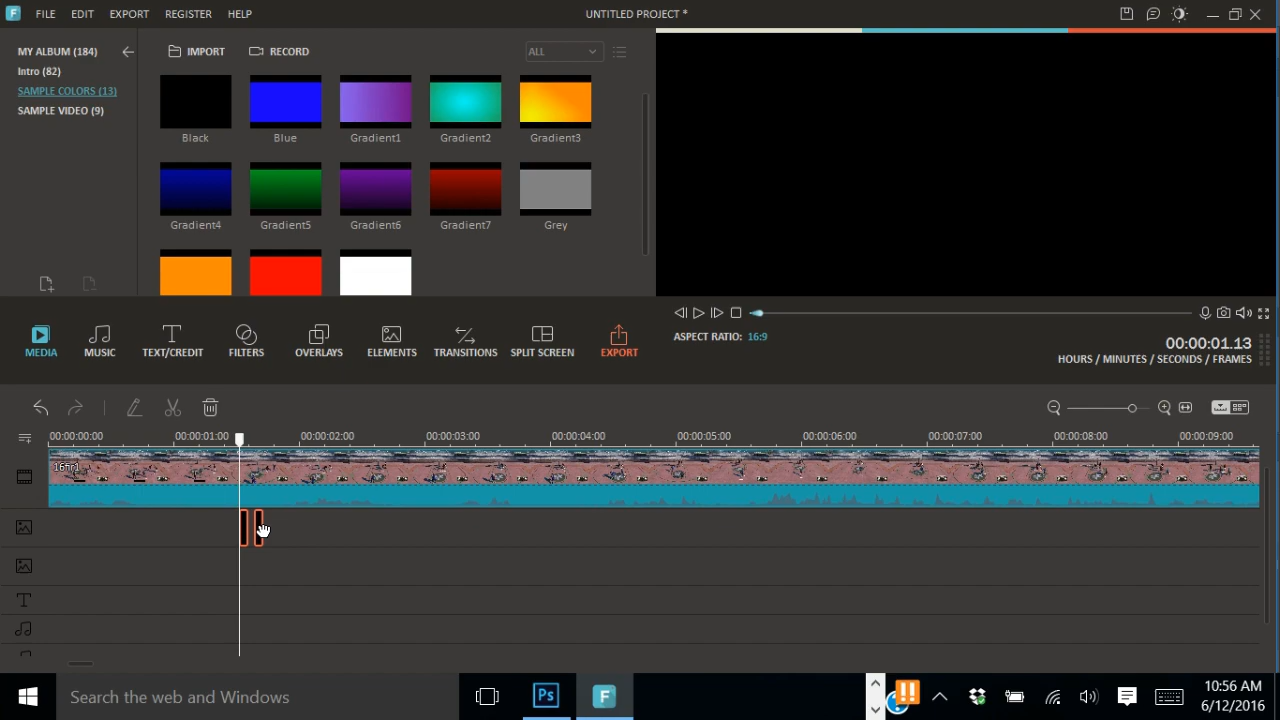 F FILE EDIT EXPORT REGISTER HELP UNTITLED PROJECT *
MY ALBUM (184) IMPORT RECORD ALL
Intro (82)
SAMPLE COLORS (13)
SAMPLE VIDEO (9)
Black Blue Gradient1 Gradient2 Gradient3
Gradient4 Gradient5 Gradient6 Gradient7 Grey
MEDIA MUSIC TEXT/CREDIT FILTERS OVERLAYS ELEMENTS TRANSITIONS SPLIT SCREEN EXPORT
ASPECT RATIO: 16:9
00:00:01.13
HOURS / MINUTES / SECONDS / FRAMES
00:00:00:00 00:00:01:00 00:00:02:00 00:00:03:00 00:00:04:00 00:00:05:00 00:00:06:00 00:00:07:00 00:00:08:00 00:00:09:00
T
Search the web and Windows Ps F
10:56 AM
6/12/2016